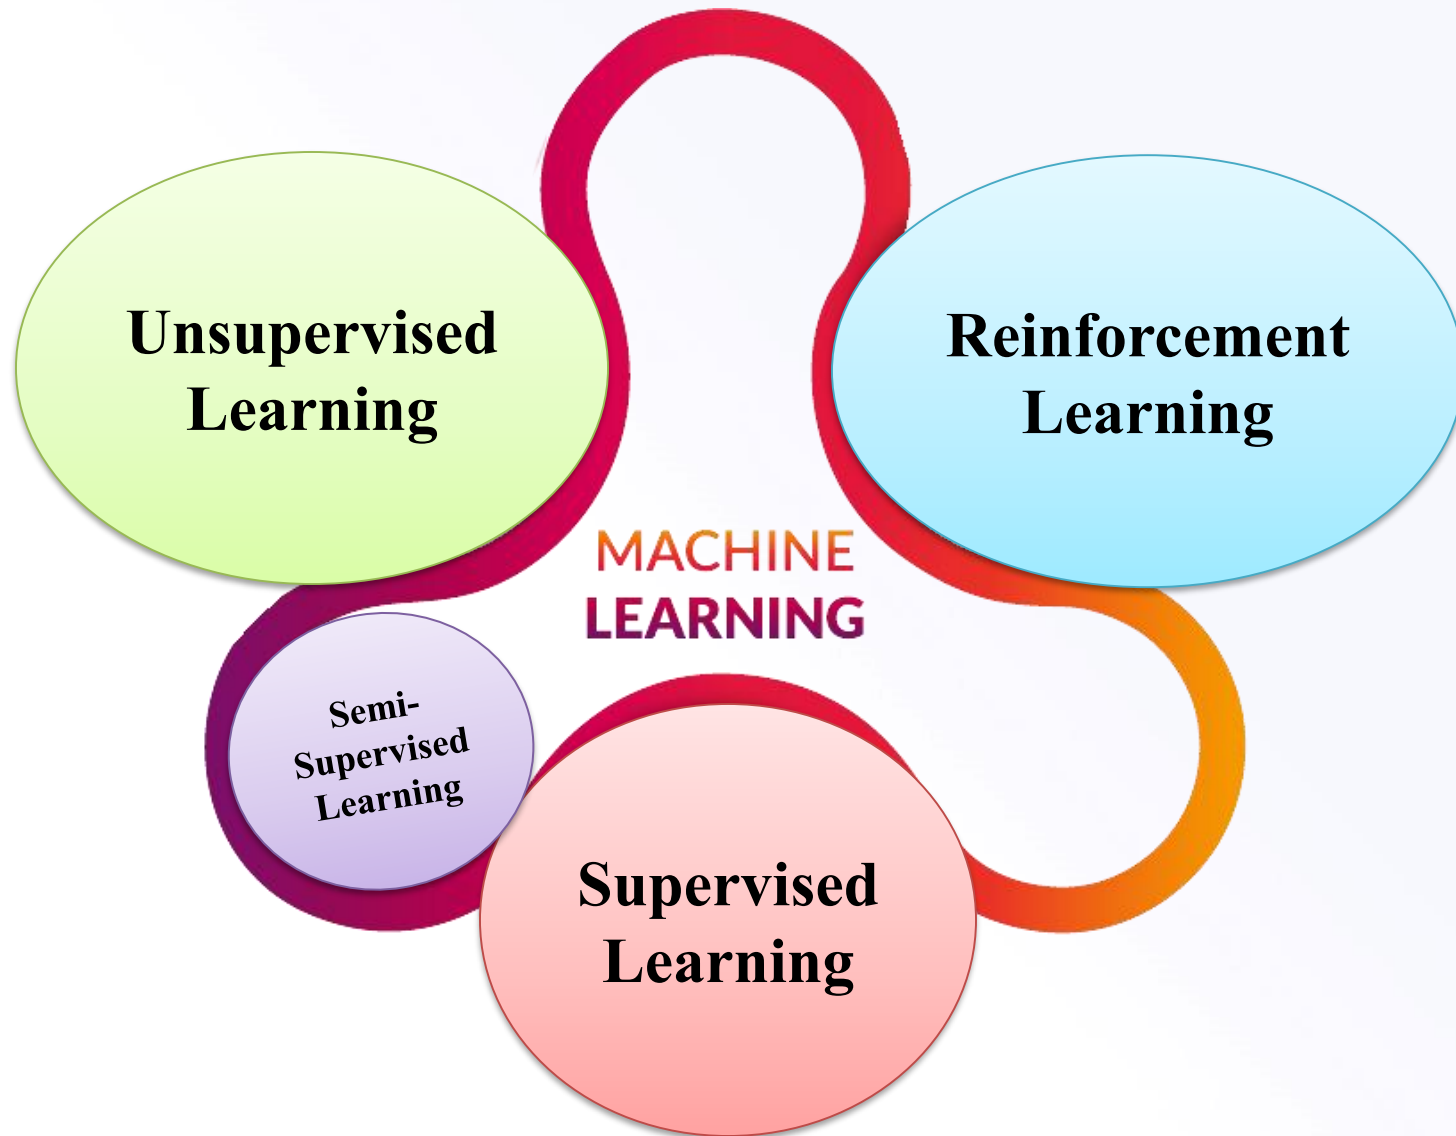 Unsupervised
Learning
Reinforcement
Learning
MACHINE
LEARNING
Semi-
Supervised
Learning
Supervised
Learning